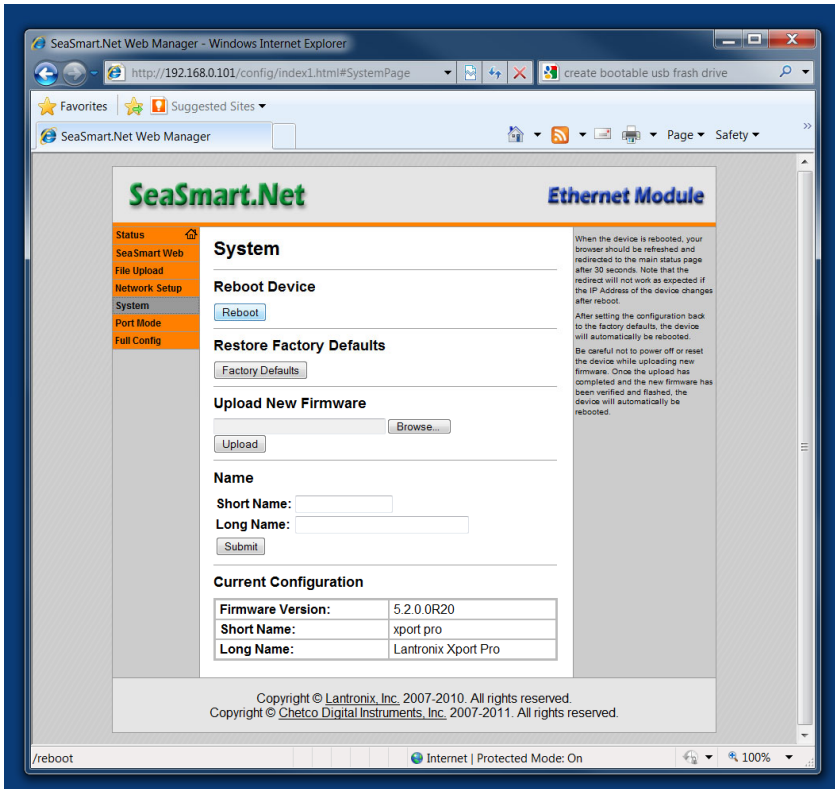 SeaSmart.Net Web Manager - Windows Internet Explorer
http://192.168.0.101/config/index1.html#SystemPage
create bootable usb frash drive
Favorites
Suggested Sites
SeaSmart.Net Web Manager
Page
Safety
»
SeaSmart.Net
Ethernet Module
Status
SeaSmart Web
File Upload
Network Setup
System
Port Mode
Full Config
System
Reboot Device
Reboot
Restore Factory Defaults
Factory Defaults
Upload New Firmware
Browse...
Upload
Name
Short Name:
Long Name:
Submit
Current Configuration
Firmware Version: 5.2.0.0R20
Short Name: xport pro
Long Name: Lantronix Xport Pro
When the device is rebooted, your
browser should be refreshed and
redirected to the main status page
after 30 seconds. Note that the
redirect will not work as expected if
the IP Address of the device changes
after reboot.
After setting the configuration back
to the factory defaults, the device
will automatically be rebooted.
Be careful not to power off or reset
the device while uploading new
firmware. Once the upload has
completed and the new firmware has
been verified and flashed, the
device will automatically be
rebooted.
Copyright © Lantronix, Inc. 2007-2010. All rights reserved.
Copyright © Chetco Digital Instruments, Inc. 2007-2011. All rights reserved.
/reboot
Internet | Protected Mode: On
100%